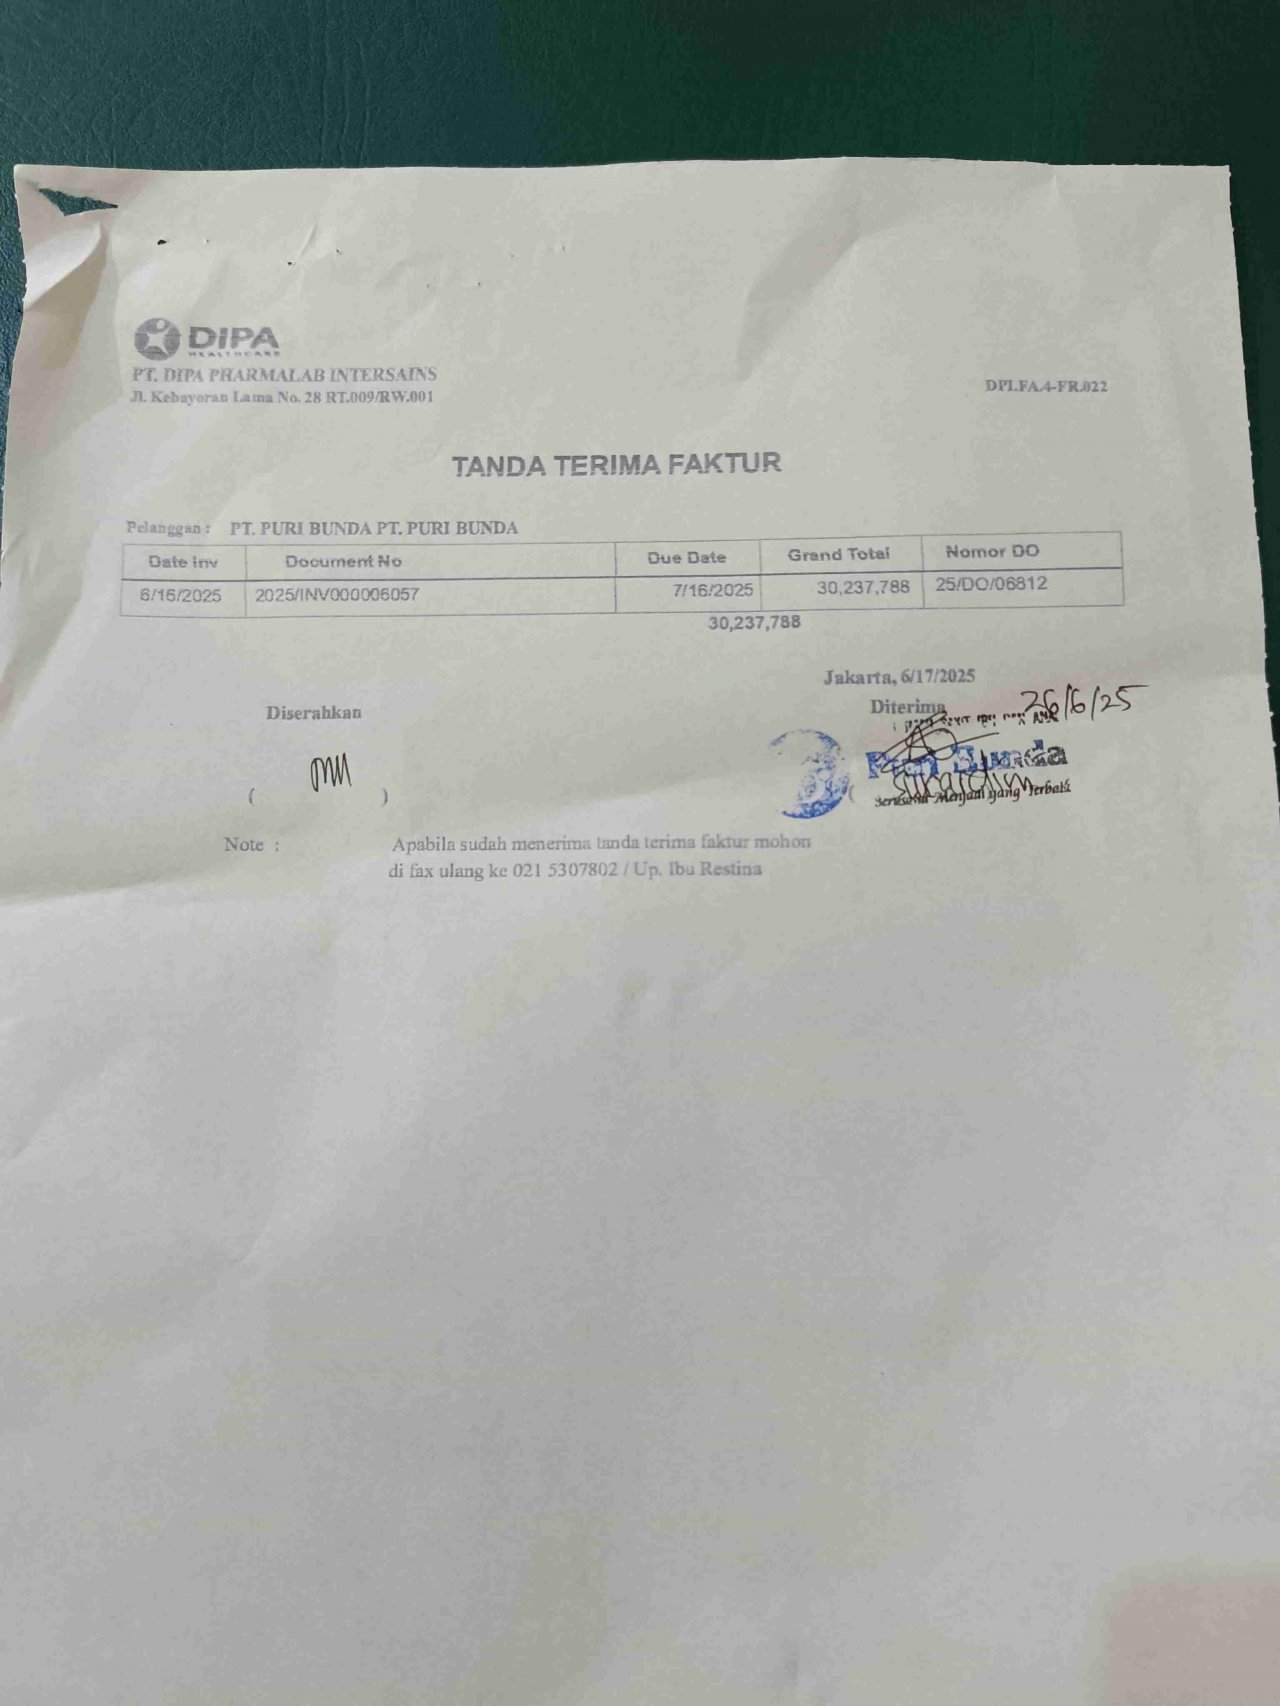 DIPA
HEALTHCARE
PT. DIPA PHARMALAB INTERSAINS
Jl. Kebayoran Lama No. 28 RT.009/RW.001
DPI.FA.4-FR.022
TANDA TERIMA FAKTUR
Pelanggan : PT. PURI BUNDA PT. PURI BUNDA
Date Inv Document No Due Date Grand Total Nomor DO
6/16/2025 2025/INV000006057 7/16/2025 30,237,788 25/DO/06812
30,237,788
Jakarta, 6/17/2025
Diserahkan Diterima 26/6/25
Puri Bunda
( ) (
Menjadi yang Terbaik
Note : Apabila sudah menerima tanda terima faktur mohon
di fax ulang ke 021 5307802 / Up. Ibu Restina